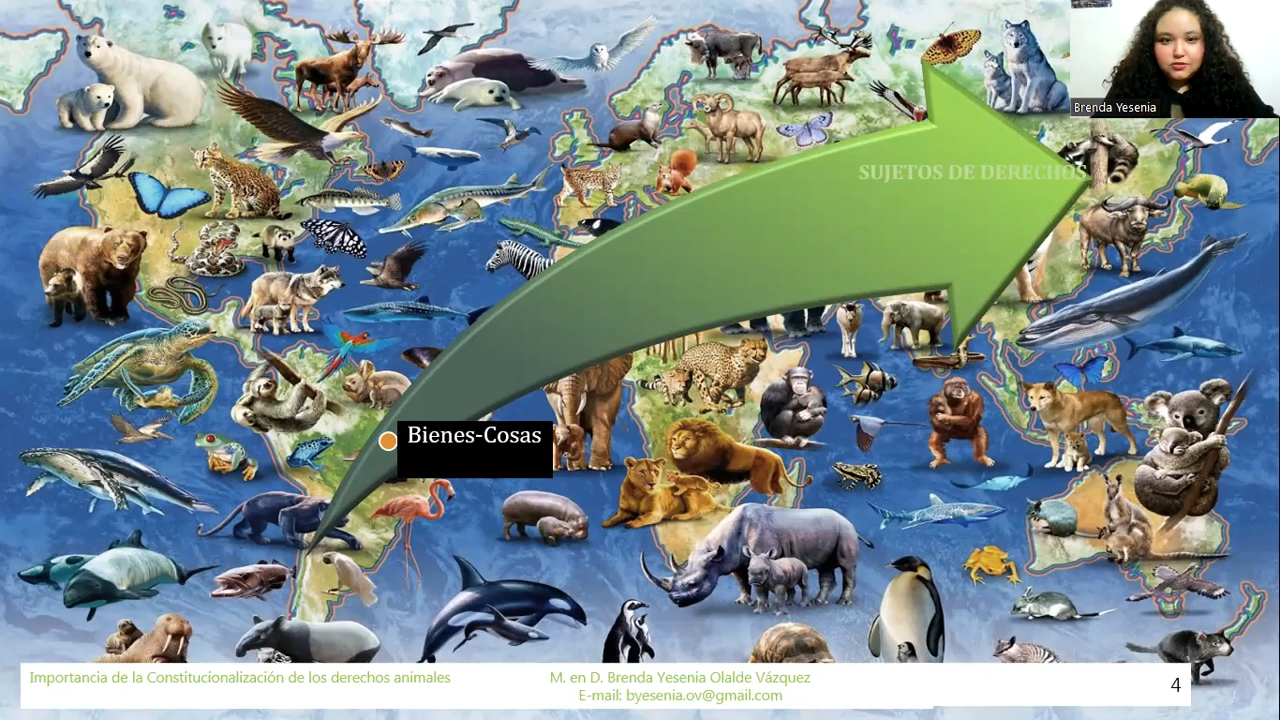 Brenda Yesenia
SUJETOS DE DERECHOS
Bienes-Cosas
Importancia de la Constitucionalización de los derechos animales
M. en D. Brenda Yesenia Olalde Vázquez
E-mail: byesenia.ov@gmail.com
4